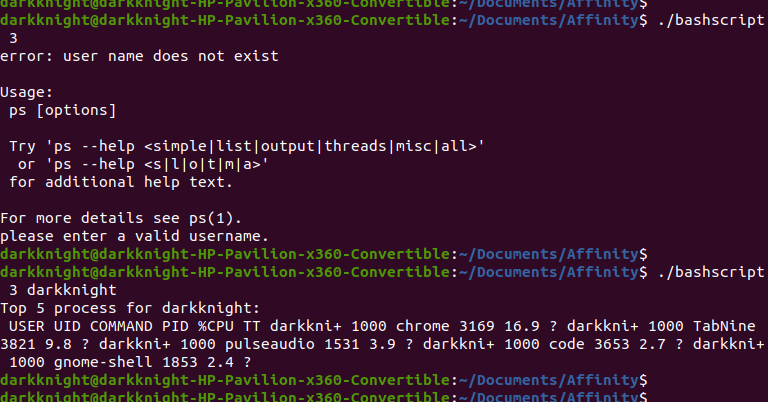 darkknight@darkknight-HP-Pavilion-x360-Convertible:~/Documents/Affinity$
darkknight@darkknight-HP-Pavilion-x360-Convertible:~/Documents/Affinity$ ./bashscript
 3
error: user name does not exist

Usage:
 ps [options]

 Try 'ps --help <simple|list|output|threads|misc|all>'
  or 'ps --help <s|l|o|t|m|a>'
 for additional help text.

For more details see ps(1).
please enter a valid username.
darkknight@darkknight-HP-Pavilion-x360-Convertible:~/Documents/Affinity$
darkknight@darkknight-HP-Pavilion-x360-Convertible:~/Documents/Affinity$ ./bashscript
 3 darkknight
Top 5 process for darkknight:
 USER UID COMMAND PID %CPU TT darkkni+ 1000 chrome 3169 16.9 ? darkkni+ 1000 TabNine
3821 9.8 ? darkkni+ 1000 pulseaudio 1531 3.9 ? darkkni+ 1000 code 3653 2.7 ? darkkni+
 1000 gnome-shell 1853 2.4 ?
darkknight@darkknight-HP-Pavilion-x360-Convertible:~/Documents/Affinity$
darkknight@darkknight-HP-Pavilion-x360-Convertible:~/Documents/Affinity$